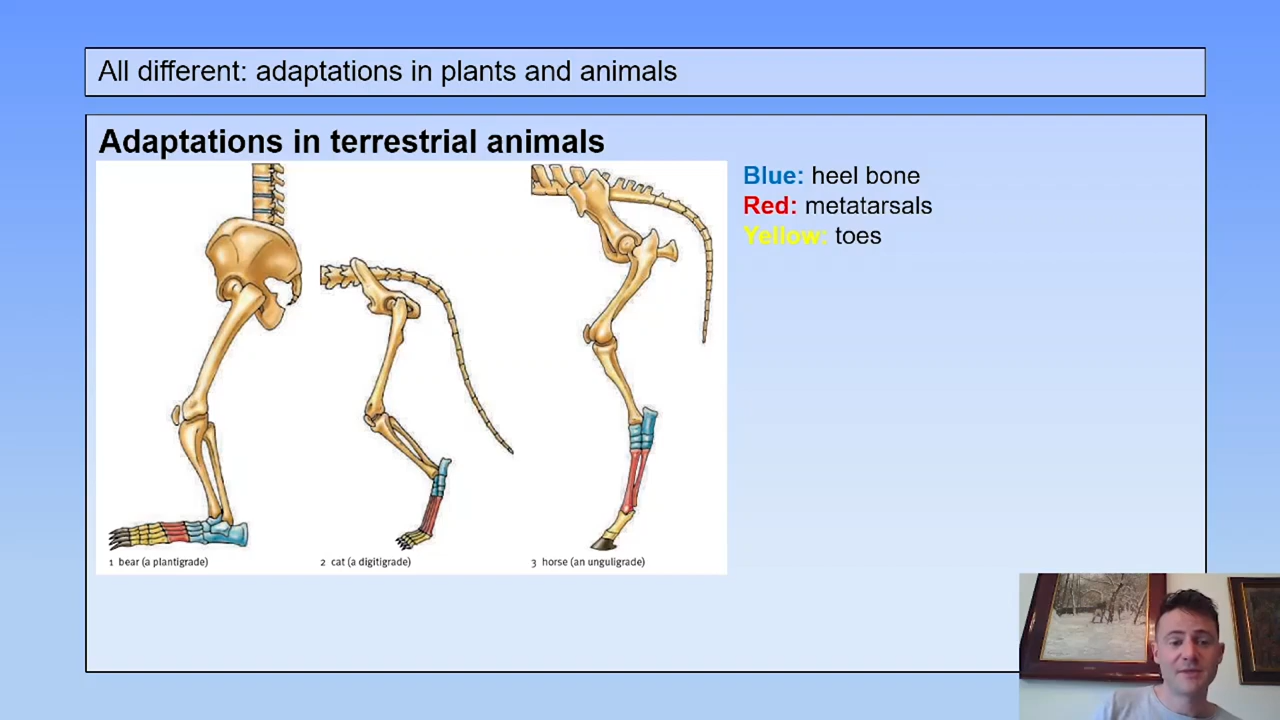 All different: adaptations in plants and animals
Adaptations in terrestrial animals
Blue: heel bone
Red: metatarsals
Yellow: toes
1 bear (a plantigrade)
2 cat (a digitigrade)
3 horse (an unguligrade)